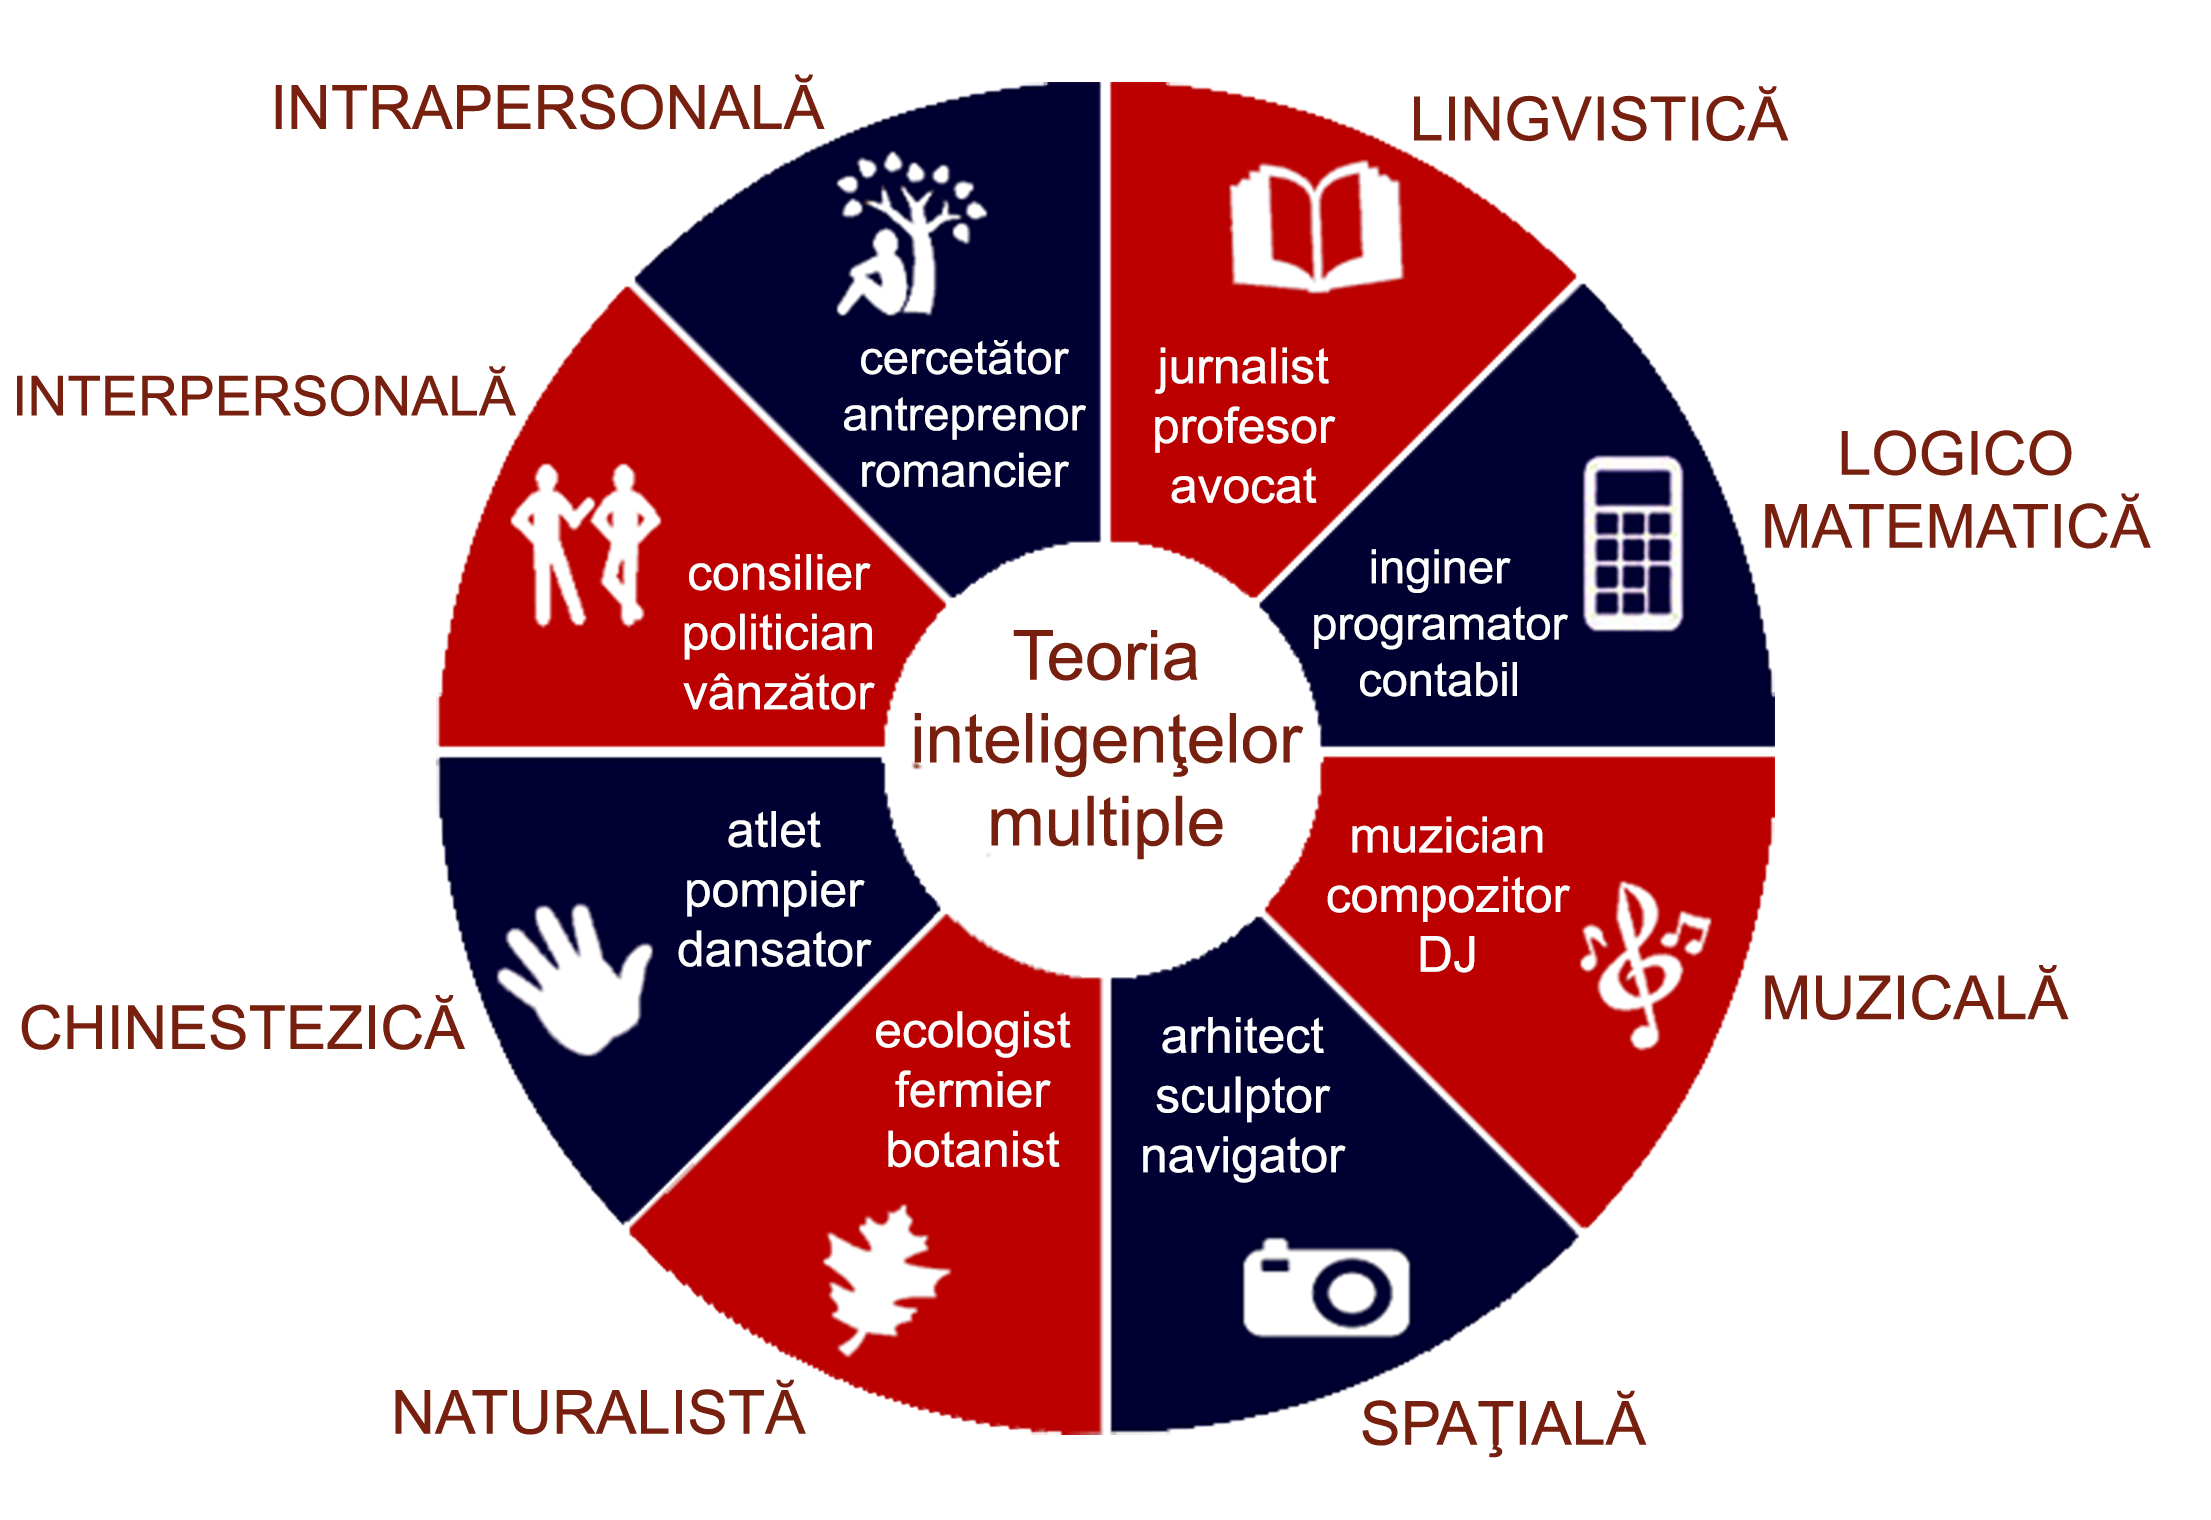 INTRAPERSONALĂ
LINGVISTICĂ
cercetător
antreprenor
romancier
jurnalist
profesor
avocat
INTERPERSONALĂ
LOGICO
MATEMATICĂ
consilier
politician
vânzător
inginer
programator
contabil
Teoria
inteligenţelor
multiple
atlet
pompier
dansator
muzician
compozitor
DJ
CHINESTEZICĂ
MUZICALĂ
ecologist
fermier
botanist
arhitect
sculptor
navigator
NATURALISTĂ
SPAŢIALĂ